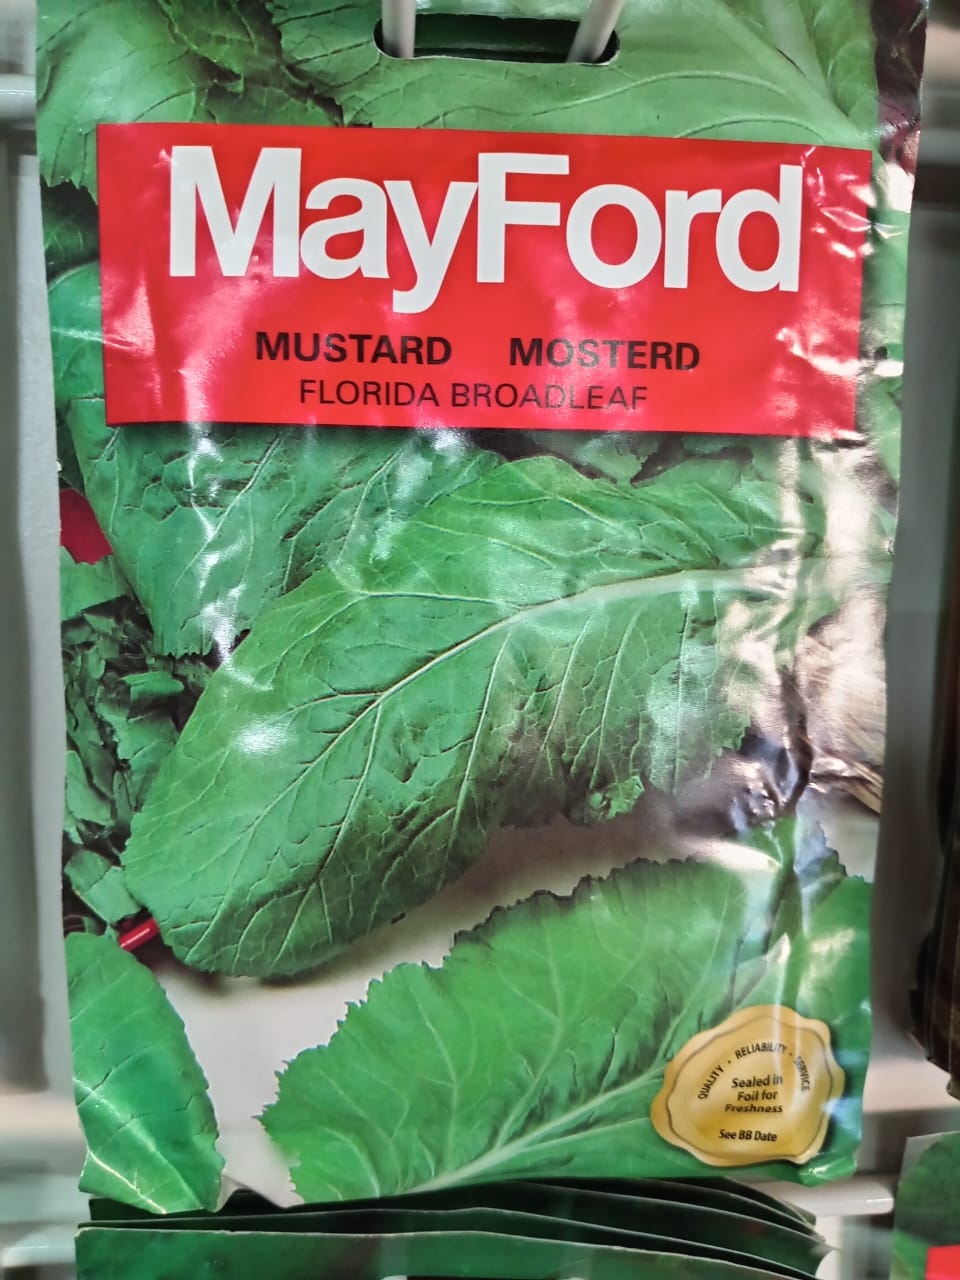 MayFord
MUSTARD MOSTERD
FLORIDA BROADLEAF
QUALITY • RELIABILITY • SERVICE
Sealed in
Foil for
Freshness
See BB Date